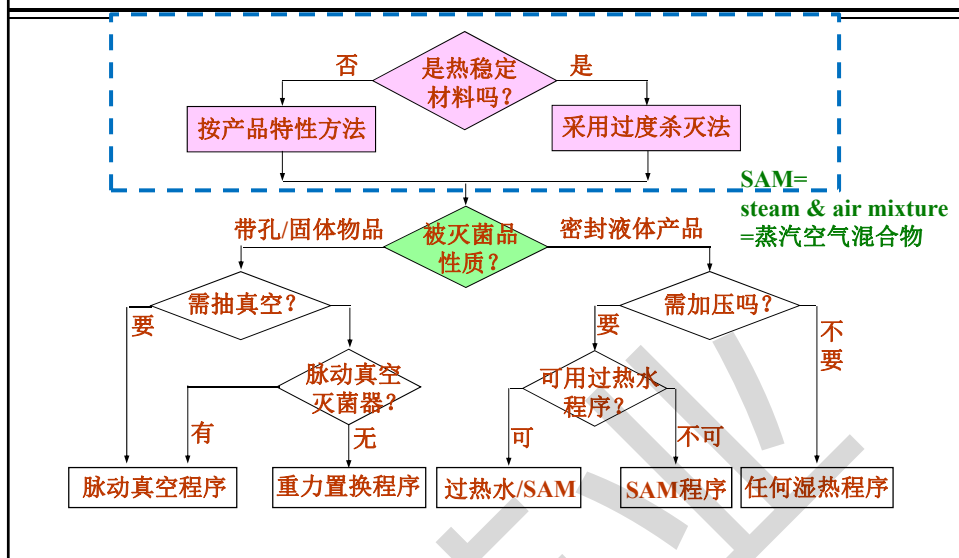 否
是热稳定
材料吗？
是
按产品特性方法
采用过度杀灭法
SAM=
steam & air mixture
=蒸汽空气混合物
带孔/固体物品
被灭菌品
性质？
密封液体产品
需抽真空？
需加压吗？
要
要
不
要
脉动真空
灭菌器？
可用过热水
程序？
有
无
可
不可
脉动真空程序
重力置换程序
过热水/SAM
SAM程序
任何湿热程序